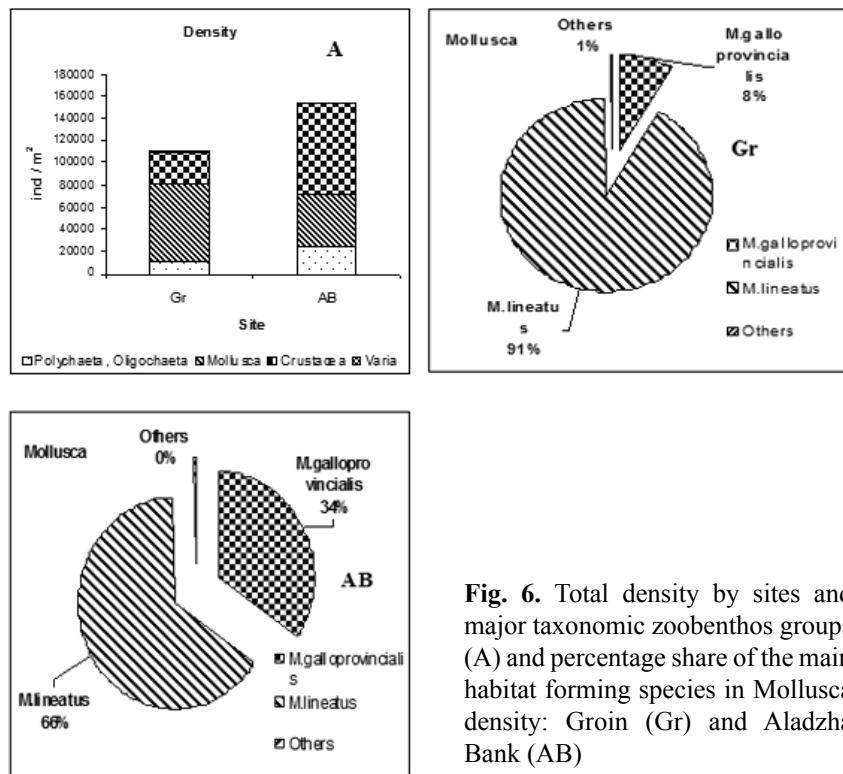 Density
A
180000
160000
140000
120000
100000
80000
60000
40000
20000
0
ind / m²
Gr
AB
Site
Polychaeta, Oligochaeta Mollusca Crustacea Varia
Mollusca
Others
1%
M.gallo
provincia
lis
8%
Gr
M.galloprovi
ncialis
M.lineatus
Others
M.lineatu
s
91%
Mollusca
Others
0%
M.gallopro
vincialis
34%
AB
M.galloprovinciali
s
M.lineatus
Others
M.lineatus
66%
Fig. 6. Total density by sites and
major taxonomic zoobenthos groups
(A) and percentage share of the main
habitat forming species in Mollusca
density: Groin (Gr) and Aladzha
Bank (AB)